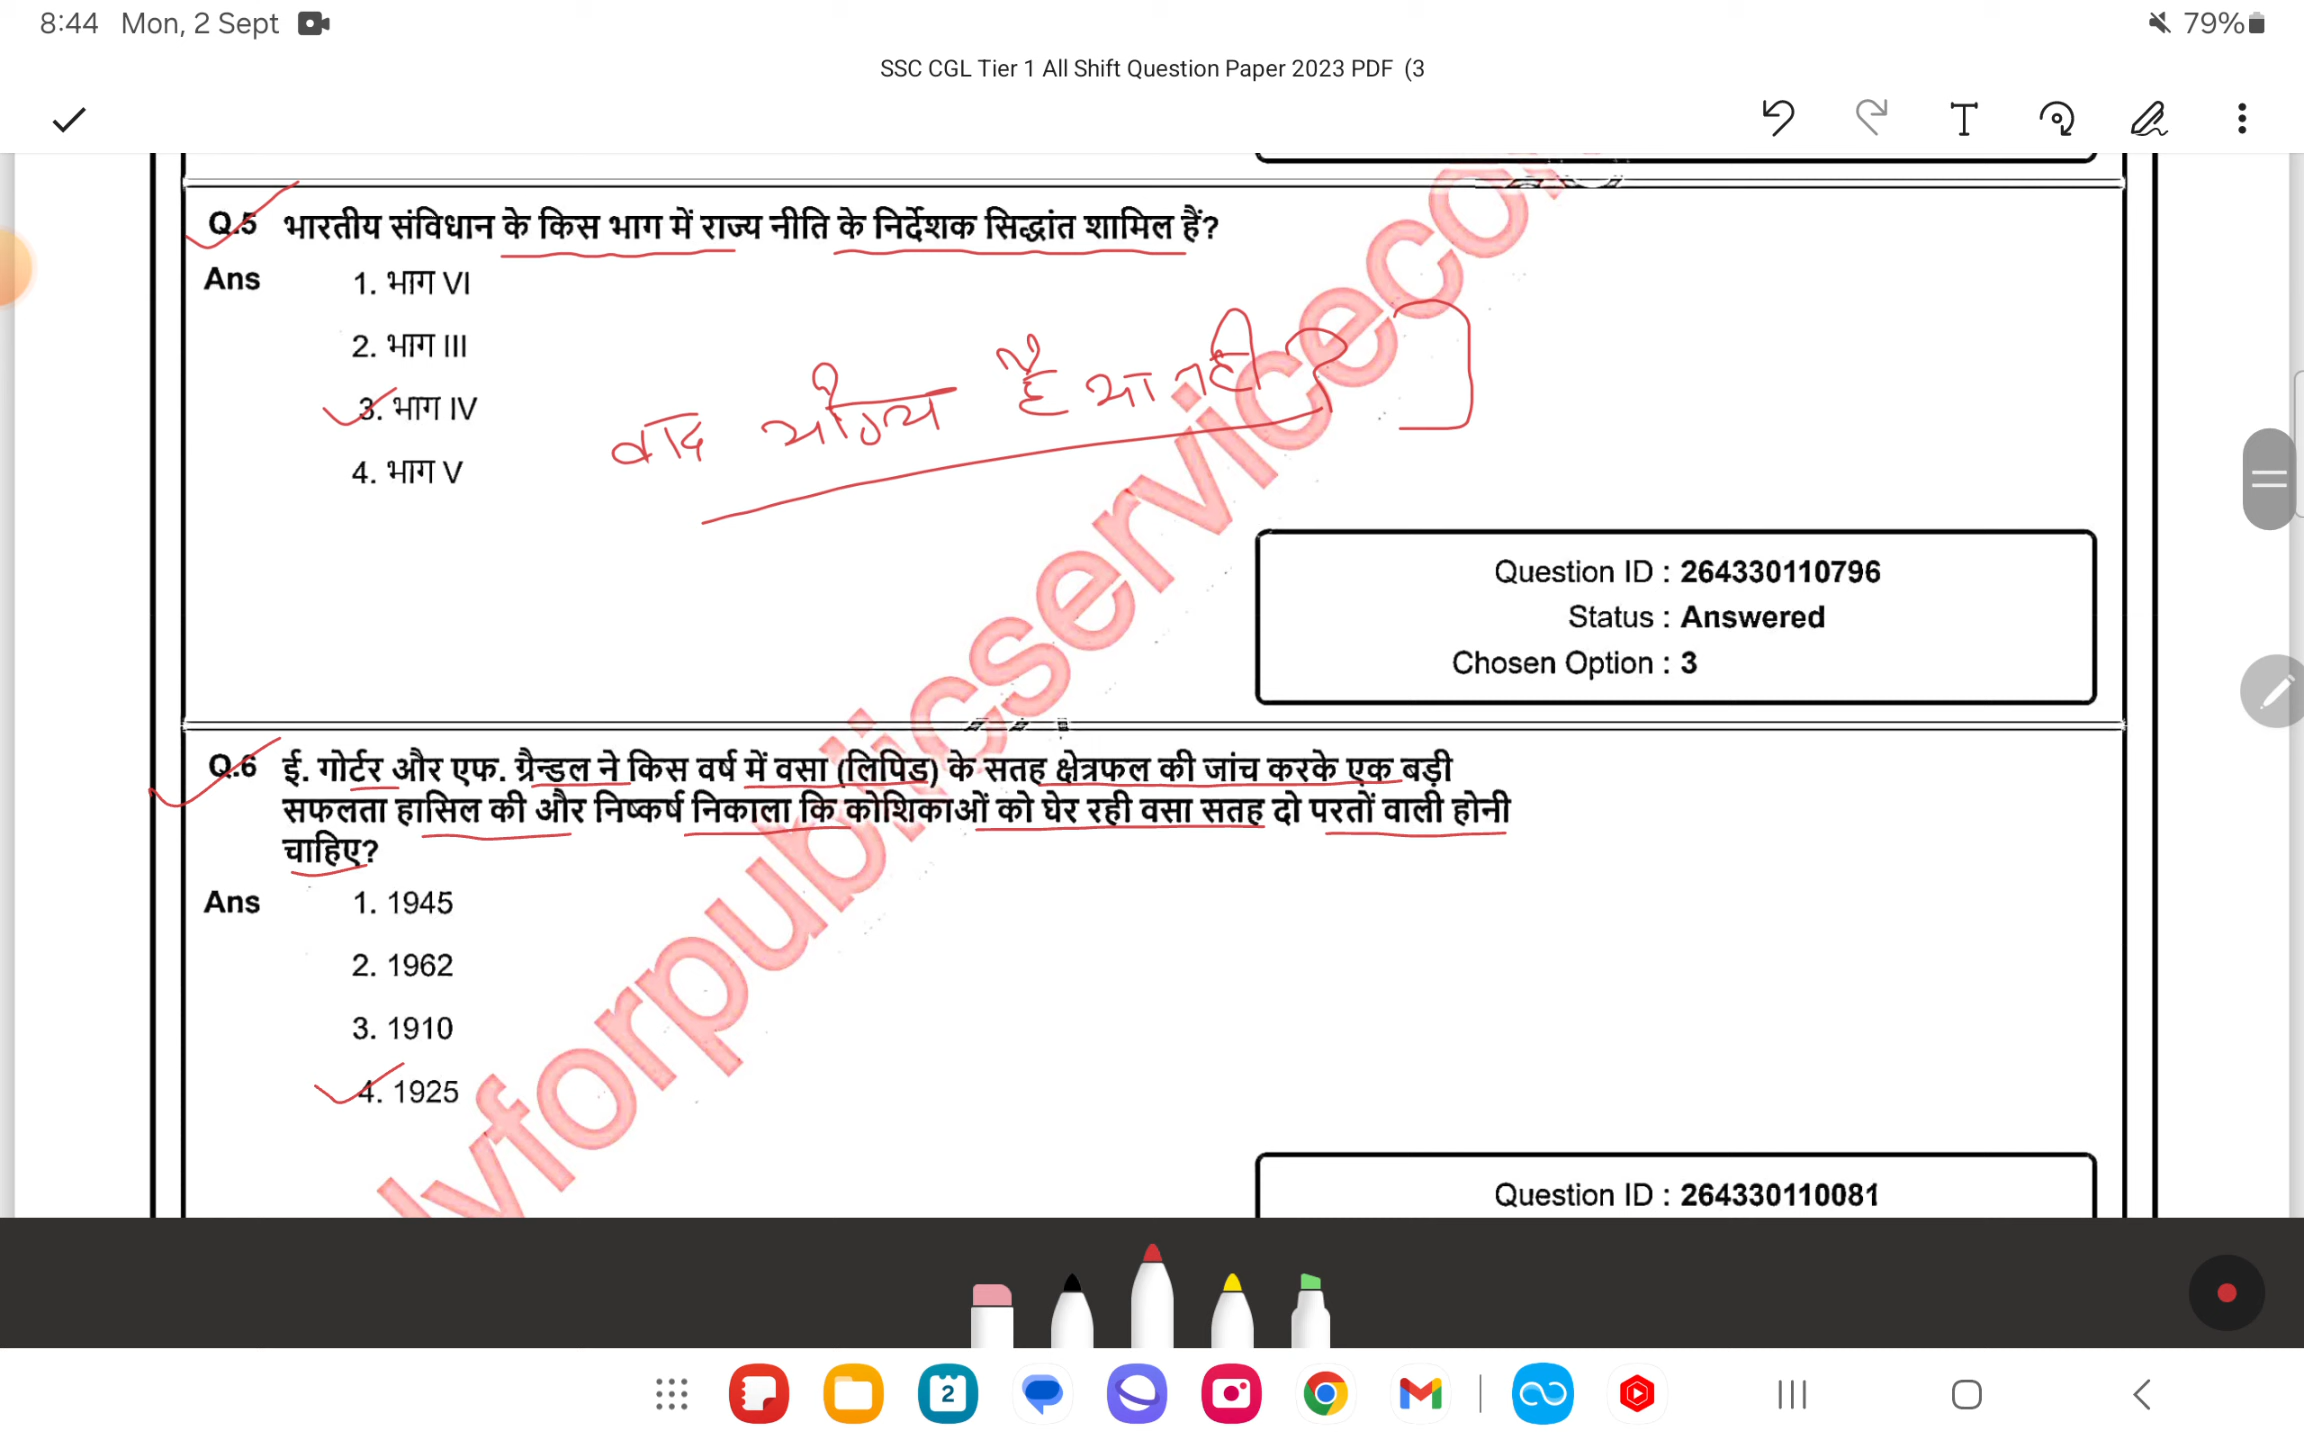 8:44 Mon, 2 Sept
79%
SSC CGL Tier 1 All Shift Question Paper 2023 PDF (3
T
Q.5 भारतीय संविधान के किस भाग में राज्य नीति के निर्देशक सिद्धांत शामिल हैं?
Ans 1. भाग VI
2. भाग III
3. भाग IV
4. भाग V
वाद योग्य है या नही
Question ID : 264330110796
Status : Answered
Chosen Option : 3
Q.6 ई. गोर्टर और एफ. ग्रैन्डल ने किस वर्ष में वसा (लिपिड) के सतह क्षेत्रफल की जांच करके एक बड़ी
सफलता हासिल की और निष्कर्ष निकाला कि कोशिकाओं को घेर रही वसा सतह दो परतों वाली होनी
चाहिए?
Ans 1. 1945
2. 1962
3. 1910
4. 1925
Question ID : 264330110081
lyforpublicserviceco
2